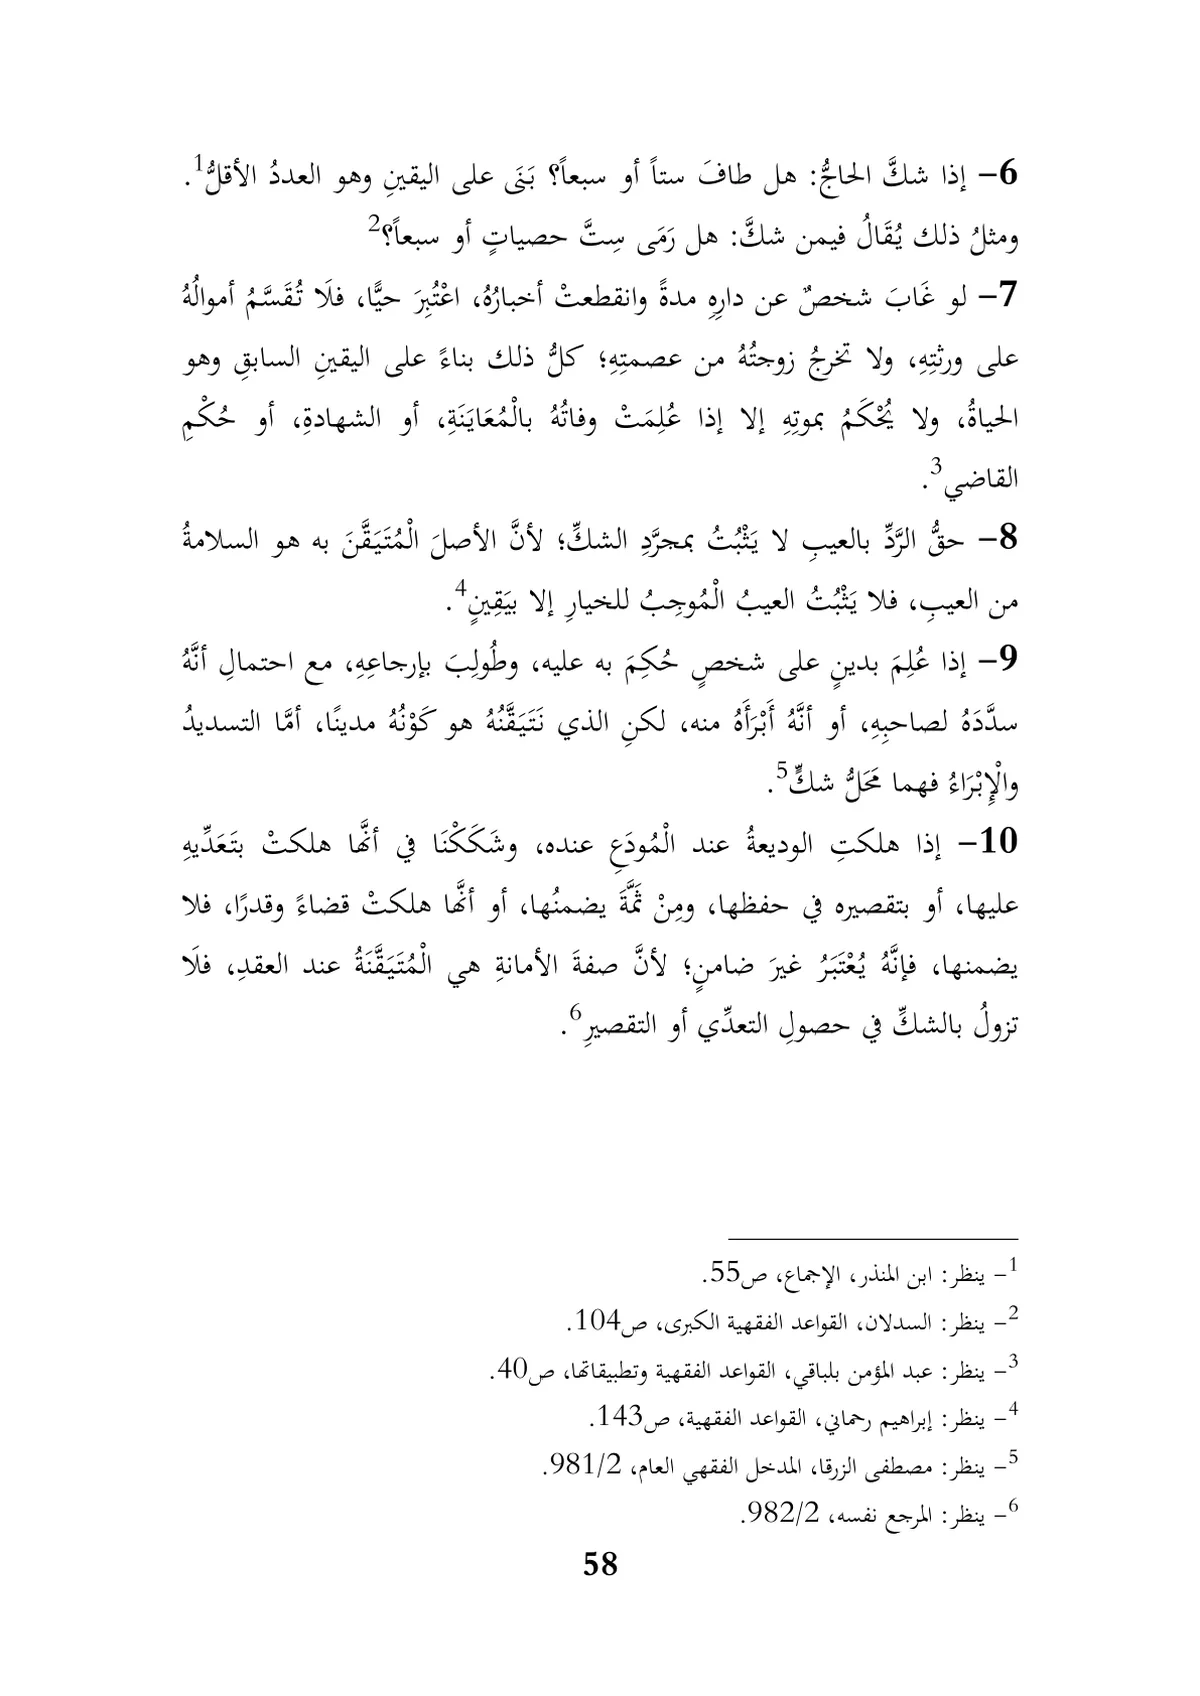 6- إذا شكَّ الحاجُّ: هل طافَ ستاً أو سبعاً؟ بَنَى على اليقينِ وهو العددُ الأقلُّ1.
ومثلُ ذلك يُقَالُ فيمن شكَّ: هل رَمَى سِتَّ حصياتٍ أو سبعاً؟2
7- لو غَابَ شخصٌ عن دارِهِ مدةً وانقطعتْ أخبارُهُ، اعْتُبِرَ حيًّا، فلَا تُقَسَّمُ أموالُهُ
على ورثتِهِ، ولا تخرجُ زوجتُهُ من عصمتِهِ؛ كلُّ ذلك بناءً على اليقينِ السابقِ وهو
الحياةُ، ولا يُحْكَمُ بموتِهِ إلا إذا عُلِمَتْ وفاتُهُ بالْمُعَايَنَةِ، أو الشهادةِ، أو حُكْمِ
القاضي3.
8- حقُّ الرَّدِّ بالعيبِ لا يَثْبُتُ بمجرَّدِ الشكِّ؛ لأنَّ الأصلَ الْمُتَيَقَّنَ به هو السلامةُ
من العيبِ، فلا يَثْبُتُ العيبُ الْمُوجِبُ للخيارِ إلا بيَقِينٍ4.
9- إذا عُلِمَ بدينٍ على شخصٍ حُكِمَ به عليه، وطُولِبَ بإرجاعِهِ، مع احتمالِ أنَّهُ
سدَّدَهُ لصاحبِهِ، أو أنَّهُ أَبْرَأَهُ منه، لكنِ الذي نَتَيَقَّنُهُ هو كَوْنُهُ مدينًا، أمَّا التسديدُ
والْإِبْرَاءُ فهما مَحَلُّ شكٍّ5.
10- إذا هلكتِ الوديعةُ عند الْمُودَعِ عنده، وشَكَكْنَا في أنَّها هلكتْ بتَعَدِّيهِ
عليها، أو بتقصيره في حفظها، ومِنْ ثَمَّةَ يضمنُها، أو أنَّها هلكتْ قضاءً وقدرًا، فلا
يضمنها، فإنَّهُ يُعْتَبَرُ غيرَ ضامنٍ؛ لأنَّ صفةَ الأمانةِ هي الْمُتَيَقَّنَةُ عند العقدِ، فلَا
تزولُ بالشكِّ في حصولِ التعدِّي أو التقصيرِ6.
1- ينظر: ابن المنذر، الإجماع، ص55.
2- ينظر: السدلان، القواعد الفقهية الكبرى، ص104.
3- ينظر: عبد المؤمن بلباقي، القواعد الفقهية وتطبيقاتها، ص40.
4- ينظر: إبراهيم رحماني، القواعد الفقهية، ص143.
5- ينظر: مصطفى الزرقا، المدخل الفقهي العام، 981/2.
6- ينظر: المرجع نفسه، 982/2.
58